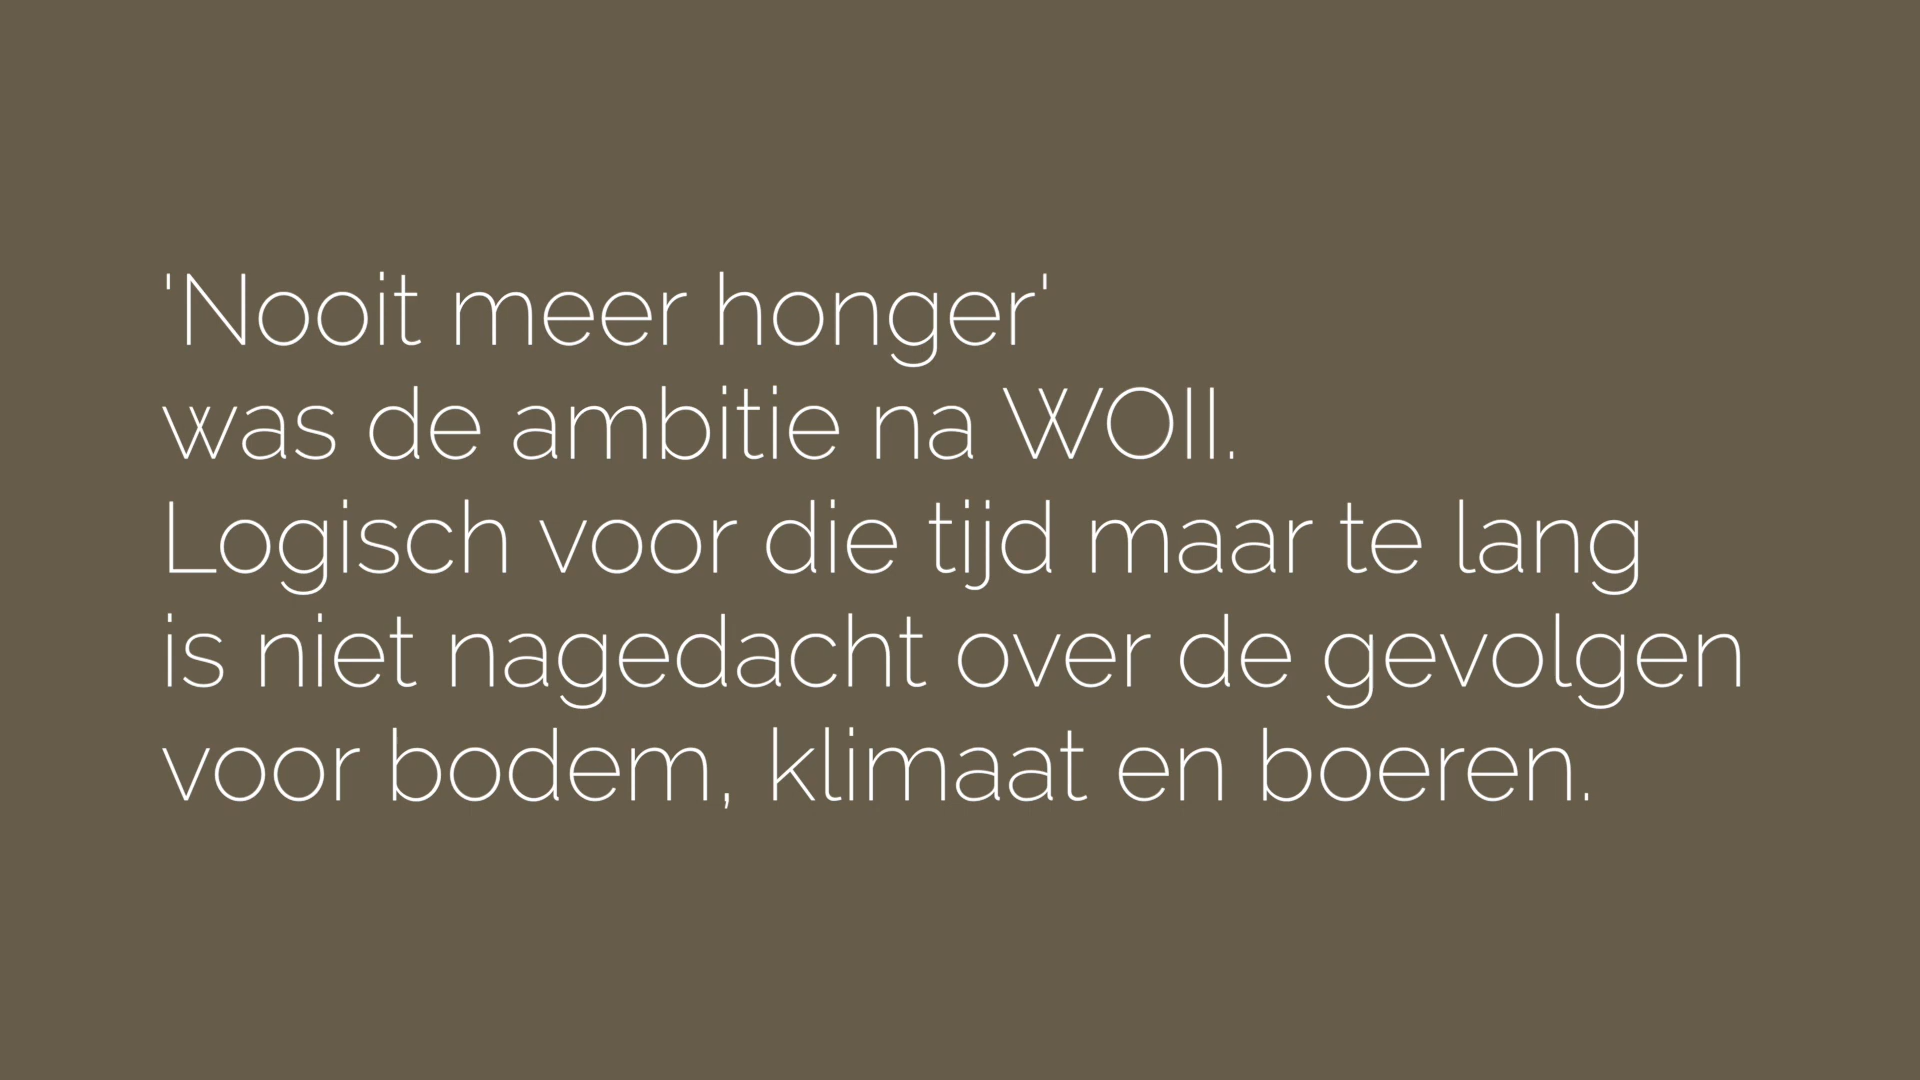 'Nooit meer honger'
was de ambitie na WOII.
Logisch voor die tijd maar te lang
is niet nagedacht over de gevolgen
voor bodem, klimaat en boeren.